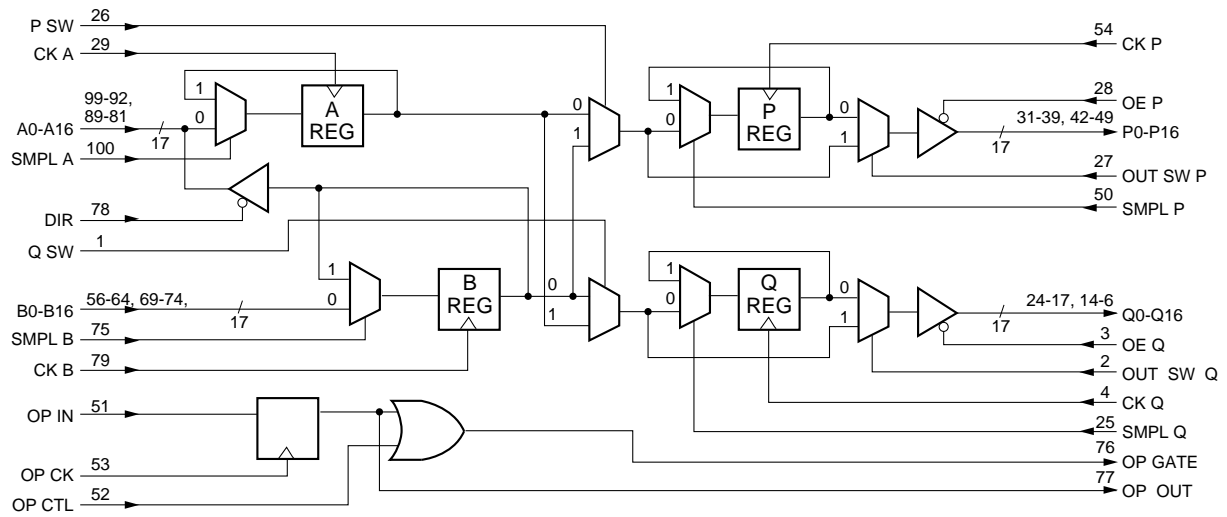 P SW 26
CK A 29
54 CK P
99-92,
89-81
A0-A16
17
1
0
A
REG
0
1
1
0
P
REG
0
1
28 OE P
31-39, 42-49
17
P0-P16
SMPL A 100
27 OUT SW P
50 SMPL P
DIR 78
Q SW 1
56-64, 69-74,
B0-B16
17
1
0
B
REG
0
1
1
0
Q
REG
0
1
24-17, 14-6
17
Q0-Q16
SMPL B 75
3 OE Q
2 OUT SW Q
CK B 79
4 CK Q
OP IN 51
25 SMPL Q
76 OP GATE
OP CK 53
77 OP OUT
OP CTL 52